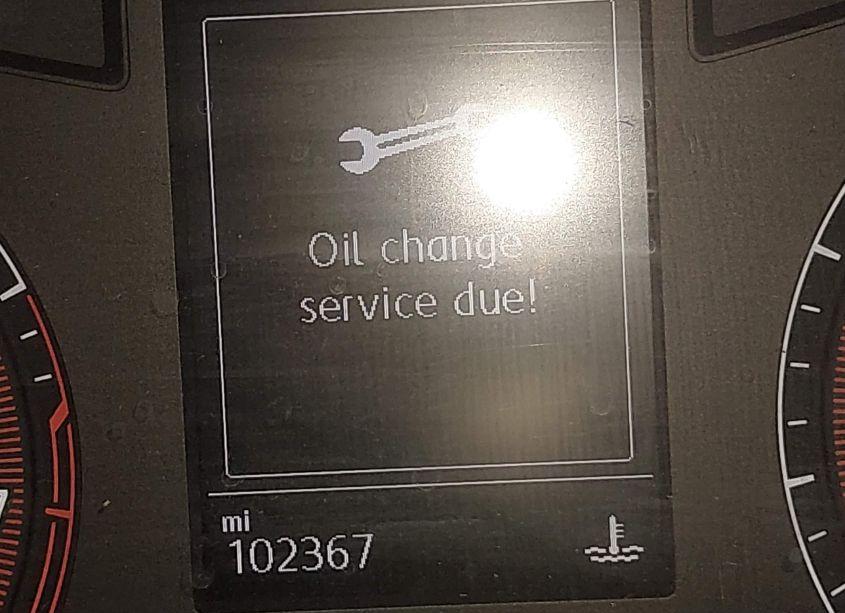 Oil change
service due!
mi
102367